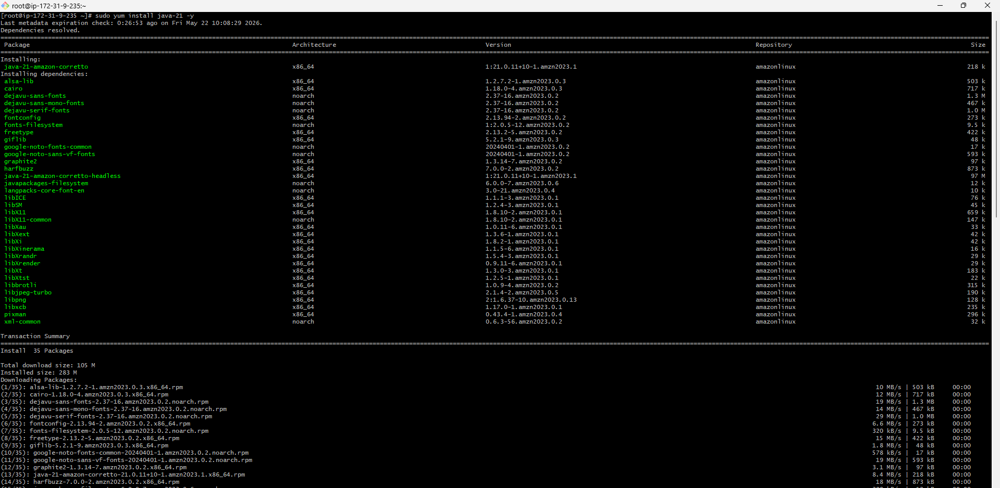 root@ip-172-31-9-235:~
[root@ip-172-31-9-235 ~]# sudo yum install java-21 -y
Last metadata expiration check: 0:26:53 ago on Fri May 22 10:08:29 2026.
Dependencies resolved.
Package Architecture Version Repository Size
Installing:
java-21-amazon-corretto x86_64 1:21.0.11+10-1.amzn2023.1 amazonlinux 218 k
Installing dependencies:
alsa-lib x86_64 1.2.7.2-1.amzn2023.0.3 amazonlinux 503 k
cairo x86_64 1.18.0-4.amzn2023.0.3 amazonlinux 717 k
dejavu-sans-fonts noarch 2.37-16.amzn2023.0.2 amazonlinux 1.3 M
dejavu-sans-mono-fonts noarch 2.37-16.amzn2023.0.2 amazonlinux 467 k
dejavu-serif-fonts noarch 2.37-16.amzn2023.0.2 amazonlinux 1.0 M
fontconfig x86_64 2.13.94-2.amzn2023.0.2 amazonlinux 273 k
fonts-filesystem noarch 1:2.0.5-12.amzn2023.0.2 amazonlinux 9.5 k
freetype x86_64 2.13.2-5.amzn2023.0.2 amazonlinux 422 k
giflib x86_64 5.2.1-9.amzn2023.0.3 amazonlinux 48 k
google-noto-fonts-common noarch 20240401-1.amzn2023.0.2 amazonlinux 17 k
google-noto-sans-vf-fonts noarch 20240401-1.amzn2023.0.2 amazonlinux 593 k
graphite2 x86_64 1.3.14-7.amzn2023.0.2 amazonlinux 97 k
harfbuzz x86_64 7.0.0-2.amzn2023.0.2 amazonlinux 873 k
java-21-amazon-corretto-headless x86_64 1:21.0.11+10-1.amzn2023.1 amazonlinux 97 M
javapackages-filesystem noarch 6.0.0-7.amzn2023.0.6 amazonlinux 12 k
langpacks-core-font-en noarch 3.0-21.amzn2023.0.4 amazonlinux 10 k
libICE x86_64 1.1.1-3.amzn2023.0.1 amazonlinux 76 k
libSM x86_64 1.2.4-3.amzn2023.0.1 amazonlinux 45 k
libX11 x86_64 1.8.10-2.amzn2023.0.1 amazonlinux 659 k
libX11-common noarch 1.8.10-2.amzn2023.0.1 amazonlinux 147 k
libXau x86_64 1.0.11-6.amzn2023.0.1 amazonlinux 33 k
libXext x86_64 1.3.6-1.amzn2023.0.1 amazonlinux 42 k
libXi x86_64 1.8.2-1.amzn2023.0.1 amazonlinux 42 k
libXinerama x86_64 1.1.5-6.amzn2023.0.1 amazonlinux 16 k
libXrandr x86_64 1.5.4-3.amzn2023.0.1 amazonlinux 29 k
libXrender x86_64 0.9.11-6.amzn2023.0.1 amazonlinux 29 k
libXt x86_64 1.3.0-3.amzn2023.0.1 amazonlinux 183 k
libXtst x86_64 1.2.5-1.amzn2023.0.1 amazonlinux 22 k
libbrotli x86_64 1.0.9-4.amzn2023.0.2 amazonlinux 315 k
libjpeg-turbo x86_64 2.1.4-2.amzn2023.0.5 amazonlinux 190 k
libpng x86_64 2:1.6.37-10.amzn2023.0.13 amazonlinux 128 k
libxcb x86_64 1.17.0-1.amzn2023.0.1 amazonlinux 235 k
pixman x86_64 0.43.4-1.amzn2023.0.4 amazonlinux 296 k
xml-common noarch 0.6.3-56.amzn2023.0.2 amazonlinux 32 k
Transaction Summary
Install 35 Packages
Total download size: 105 M
Installed size: 283 M
Downloading Packages:
(1/35): alsa-lib-1.2.7.2-1.amzn2023.0.3.x86_64.rpm 10 MB/s | 503 kB 00:00
(2/35): cairo-1.18.0-4.amzn2023.0.3.x86_64.rpm 12 MB/s | 717 kB 00:00
(3/35): dejavu-sans-fonts-2.37-16.amzn2023.0.2.noarch.rpm 19 MB/s | 1.3 MB 00:00
(4/35): dejavu-sans-mono-fonts-2.37-16.amzn2023.0.2.noarch.rpm 14 MB/s | 467 kB 00:00
(5/35): dejavu-serif-fonts-2.37-16.amzn2023.0.2.noarch.rpm 29 MB/s | 1.0 MB 00:00
(6/35): fontconfig-2.13.94-2.amzn2023.0.2.x86_64.rpm 6.6 MB/s | 273 kB 00:00
(7/35): fonts-filesystem-2.0.5-12.amzn2023.0.2.noarch.rpm 320 kB/s | 9.5 kB 00:00
(8/35): freetype-2.13.2-5.amzn2023.0.2.x86_64.rpm 15 MB/s | 422 kB 00:00
(9/35): giflib-5.2.1-9.amzn2023.0.3.x86_64.rpm 1.8 MB/s | 48 kB 00:00
(10/35): google-noto-fonts-common-20240401-1.amzn2023.0.2.noarch.rpm 578 kB/s | 17 kB 00:00
(11/35): google-noto-sans-vf-fonts-20240401-1.amzn2023.0.2.noarch.rpm 19 MB/s | 593 kB 00:00
(12/35): graphite2-1.3.14-7.amzn2023.0.2.x86_64.rpm 3.1 MB/s | 97 kB 00:00
(13/35): java-21-amazon-corretto-21.0.11+10-1.amzn2023.1.x86_64.rpm 8.4 MB/s | 218 kB 00:00
(14/35): harfbuzz-7.0.0-2.amzn2023.0.2.x86_64.rpm 18 MB/s | 873 kB 00:00